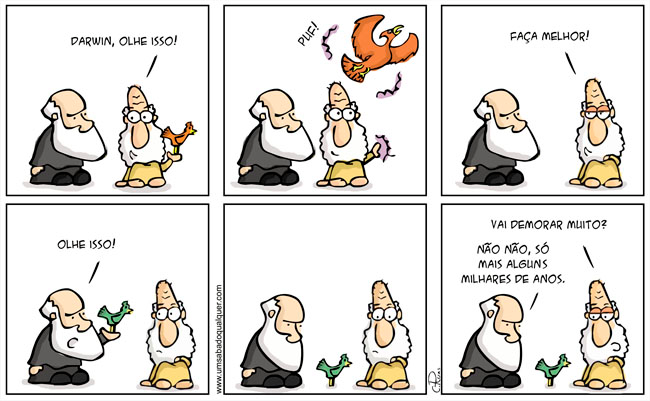 DARWIN, OLHE ISSO!
PUF!
FAÇA MELHOR!
OLHE ISSO!
www.umsabadoqualquer.com
VAI DEMORAR MUITO?
NÃO NÃO, SÓ
MAIS ALGUNS
MILHARES DE ANOS.